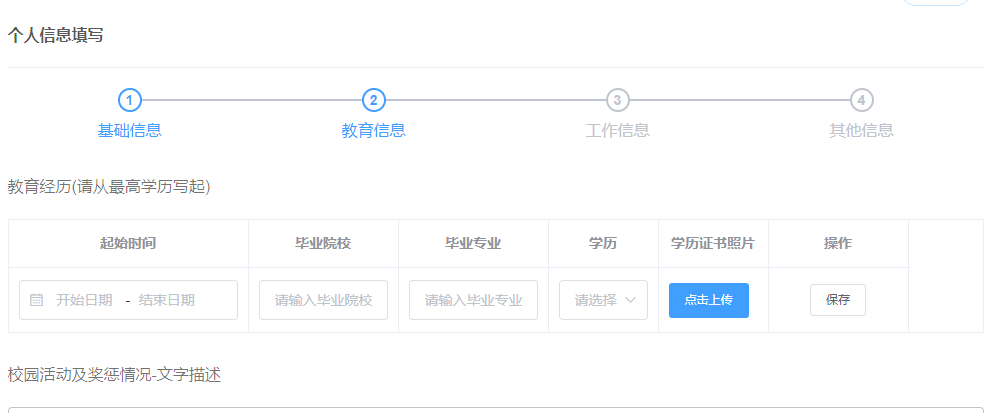 个人信息填写
1 2 3 4
基础信息 教育信息 工作信息 其他信息
教育经历(请从最高学历写起)
起始时间 毕业院校 毕业专业 学历 学历证书照片 操作
开始日期 - 结束日期 请输入毕业院校 请输入毕业专业 请选择 点击上传 保存
校园活动及奖惩情况-文字描述